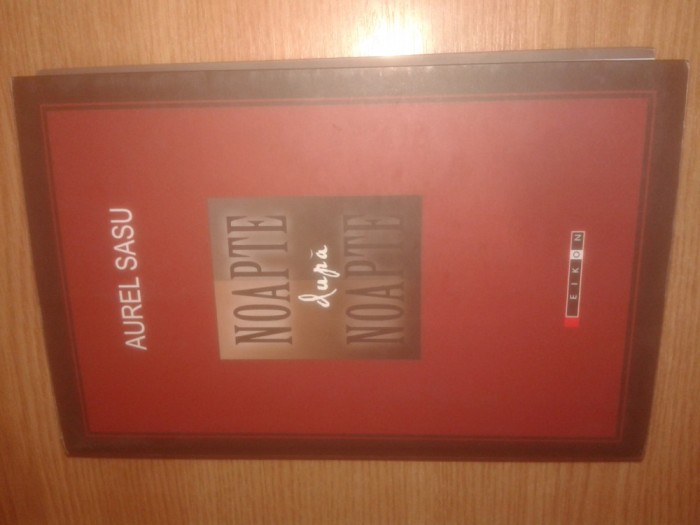 AUREL SASU
NOAPTE
după
NOAPTE
EIKON